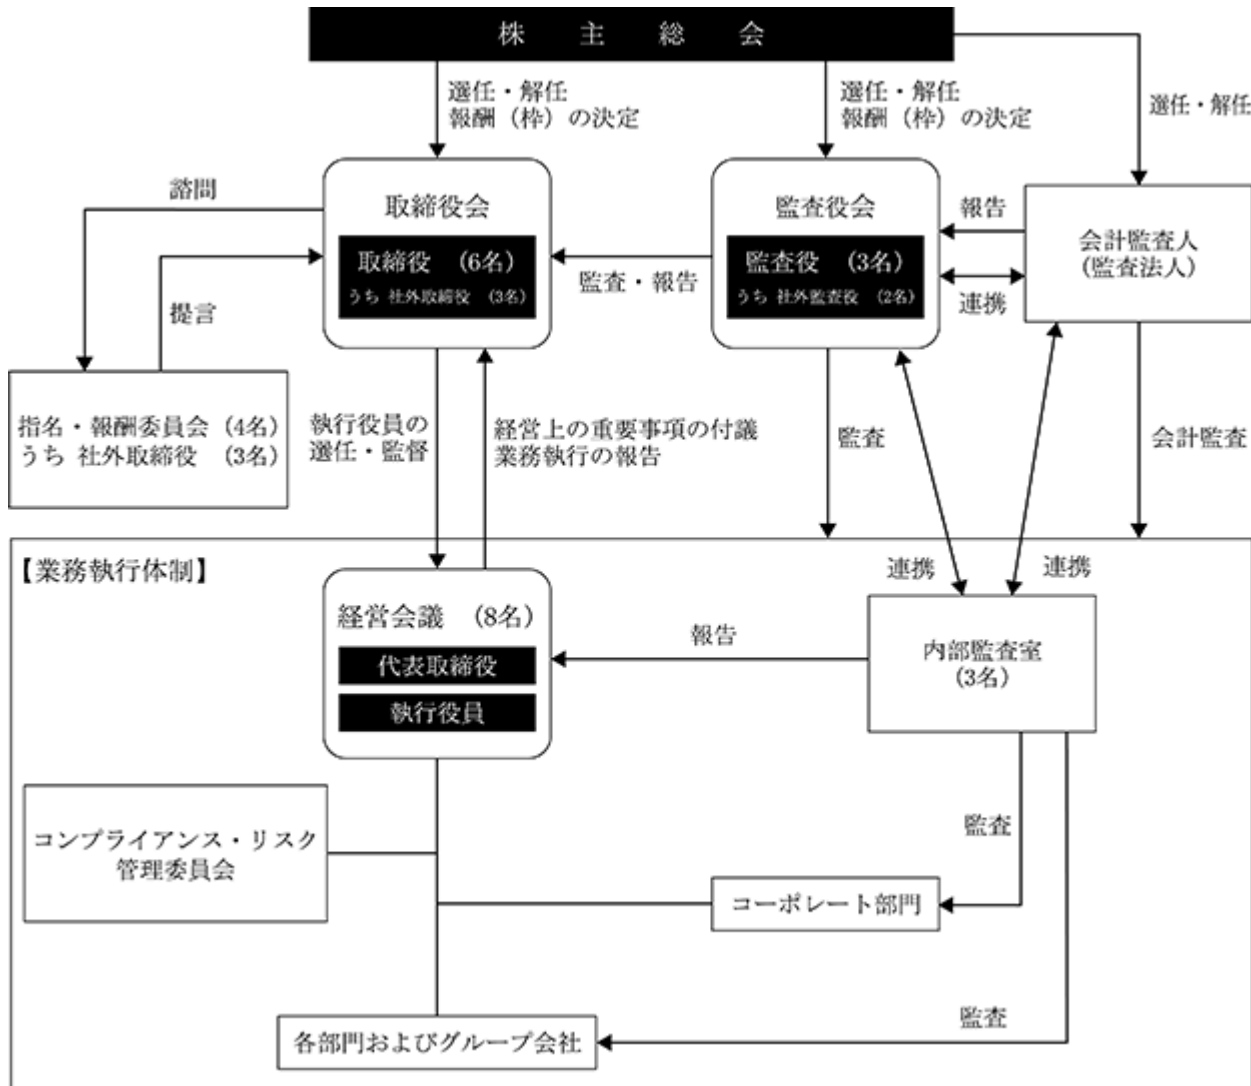 株主総会
選任・解任
報酬（枠）の決定
選任・解任
報酬（枠）の決定
選任・解任
諮問
取締役会
取締役 （6名）
うち 社外取締役 （3名）
監査・報告
監査役会
監査役 （3名）
うち 社外監査役 （2名）
報告
連携
会計監査人
（監査法人）
提言
指名・報酬委員会（4名）
うち 社外取締役 （3名）
執行役員の
選任・監督
経営上の重要事項の付議
業務執行の報告
監査
会計監査
【業務執行体制】
連携
連携
経営会議 （8名）
代表取締役
執行役員
報告
内部監査室
（3名）
コンプライアンス・リスク
管理委員会
監査
コーポレート部門
監査
各部門およびグループ会社